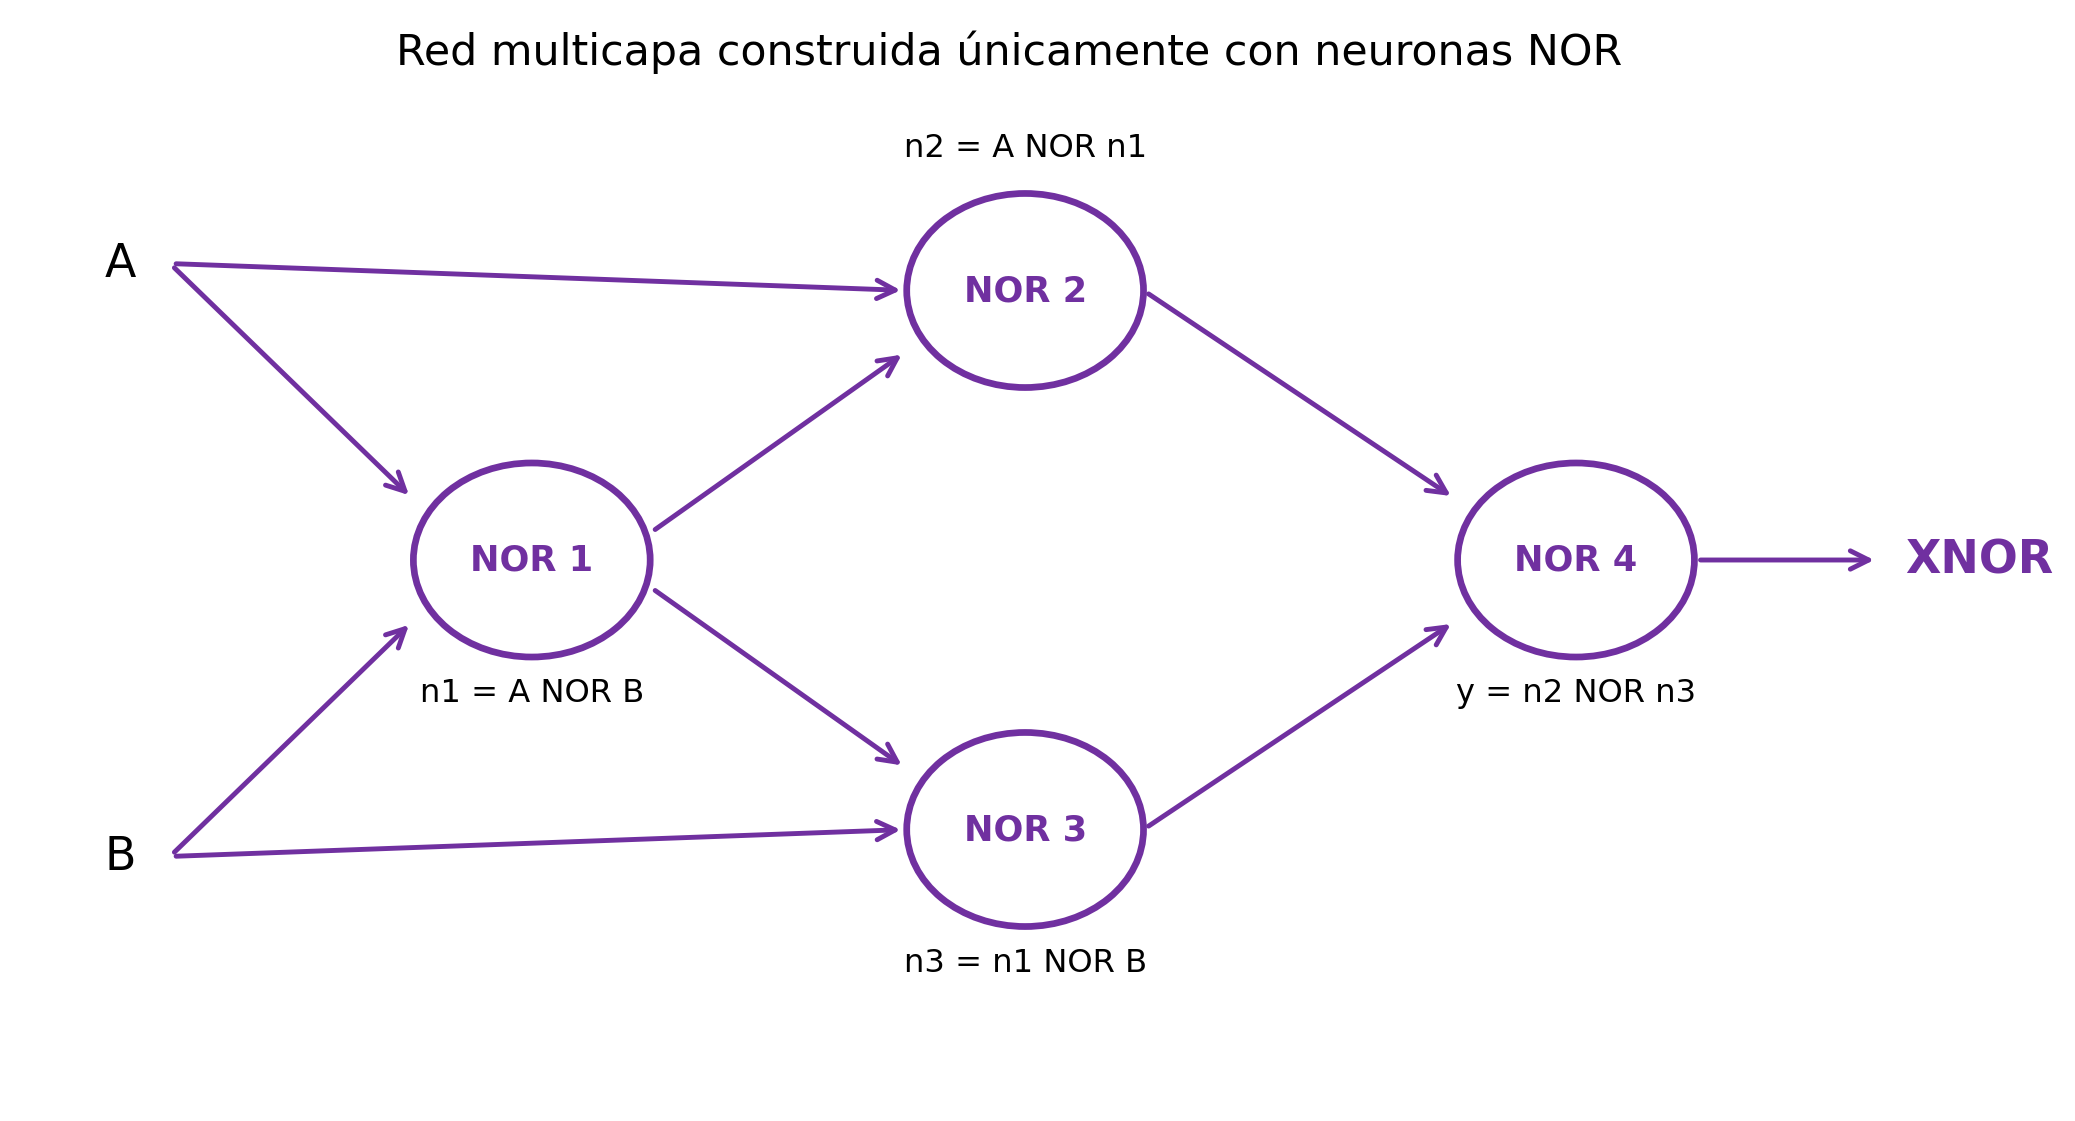 Red multicapa construida únicamente con neuronas NOR
n2 = A NOR n1
A
NOR 2
NOR 1
NOR 4
XNOR
n1 = A NOR B
y = n2 NOR n3
B
NOR 3
n3 = n1 NOR B